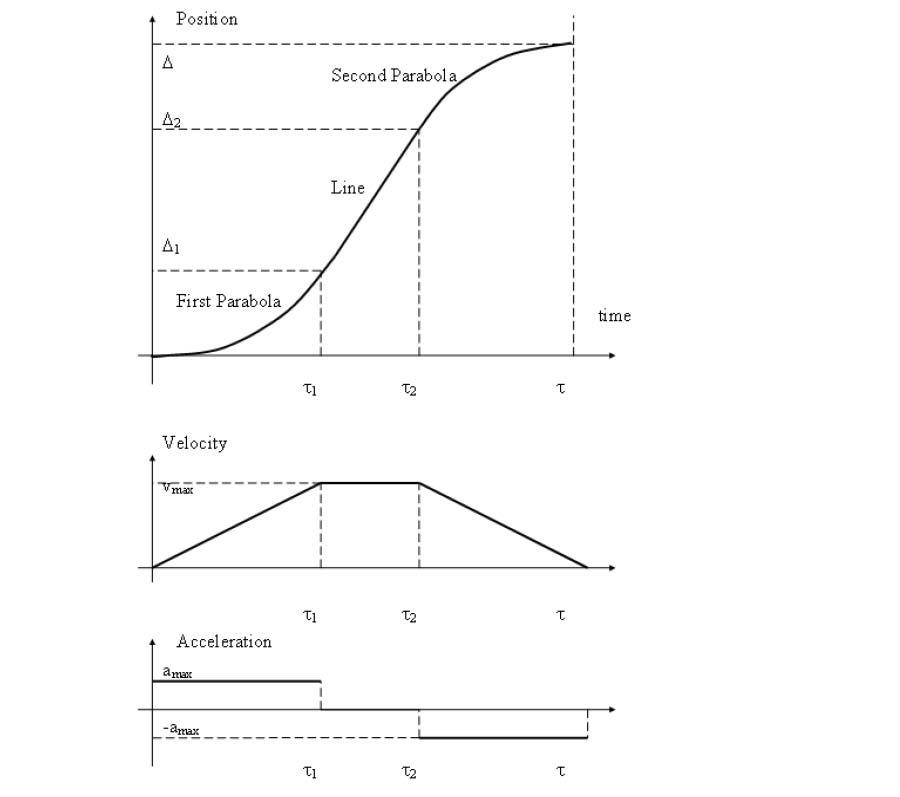 Position
Δ
Second Parabola
Δ2
Line
Δ1
First Parabola
time
τ1 τ2 τ
Velocity
vmax
τ1 τ2 τ
Acceleration
amax
-amax
τ1 τ2 τ